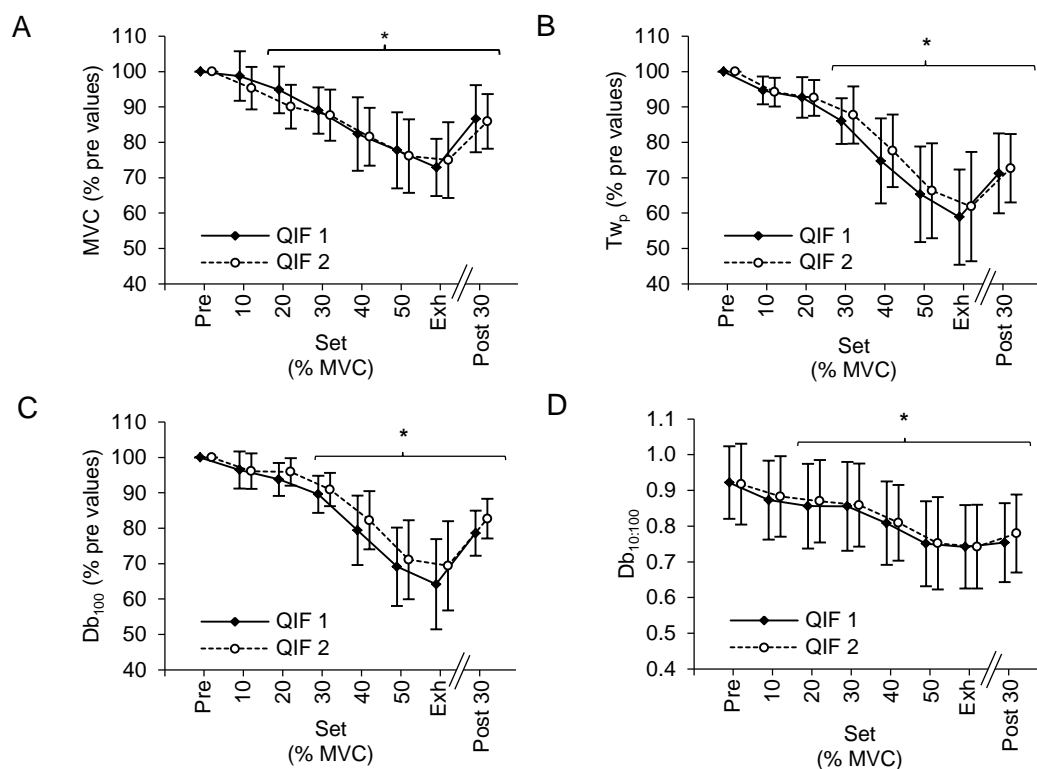 A
*
110
100
90
80
70
60
50
40
MVC (% pre values)
QIF 1
QIF 2
Pre
10
20
30
40
50
Exh
Post 30
Set
(% MVC)
B
*
110
100
90
80
70
60
50
40
Twp (% pre values)
QIF 1
QIF 2
Pre
10
20
30
40
50
Exh
Post 30
Set
(% MVC)
C
*
110
100
90
80
70
60
50
40
Db100 (% pre values)
QIF 1
QIF 2
Pre
10
20
30
40
50
Exh
Post 30
Set
(% MVC)
D
*
1.1
1.0
0.9
0.8
0.7
0.6
0.5
0.4
Db10:100
QIF 1
QIF 2
Pre
10
20
30
40
50
Exh
Post 30
Set
(% MVC)